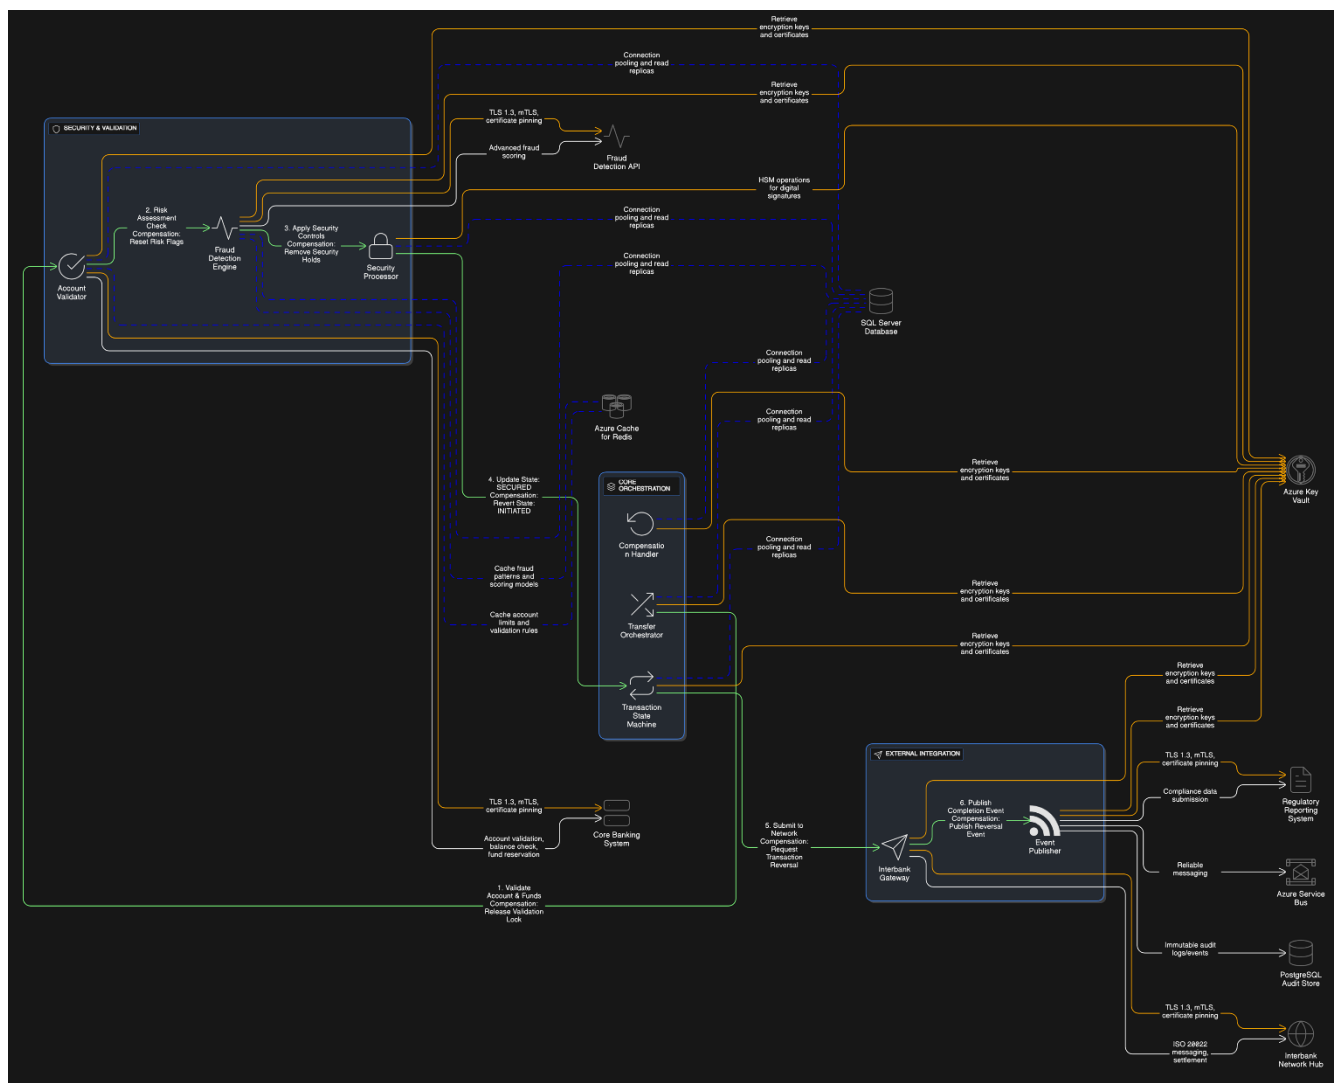 Retrieve
encryption keys
and certificates
Connection
pooling and read
replicas
Retrieve
encryption keys
and certificates
TLS 1.3, mTLS,
certificate pinning
SECURITY & VALIDATION
Advanced fraud
scoring
Fraud
Detection API
HSM operations
for digital
signatures
2. Risk
Assessment
Check
Compensation:
Reset Risk Flags
3. Apply Security
Controls
Compensation:
Remove Security
Holds
Connection
pooling and read
replicas
Fraud
Detection
Engine
Security
Processor
Connection
pooling and read
replicas
Account
Validator
SQL Server
Database
Connection
pooling and read
replicas
Azure Cache
for Redis
Connection
pooling and read
replicas
4. Update State:
SECURED
Compensation:
Revert State:
INITIATED
CORE
ORCHESTRATION
Retrieve
encryption keys
and certificates
Azure Key
Vault
Compensatio
n Handler
Connection
pooling and read
replicas
Cache fraud
patterns and
scoring models
Retrieve
encryption keys
and certificates
Cache account
limits and
validation rules
Transfer
Orchestrator
Retrieve
encryption keys
and certificates
Retrieve
encryption keys
and certificates
Transaction
State
Machine
Retrieve
encryption keys
and certificates
EXTERNAL INTEGRATION
TLS 1.3, mTLS,
certificate pinning
Compliance data
submission
Regulatory
Reporting
System
TLS 1.3, mTLS,
certificate pinning
Core Banking
System
Account validation,
balance check,
fund reservation
5. Submit to
Network
Compensation:
Request
Transaction
Reversal
6. Publish
Completion Event
Compensation:
Publish Reversal
Event
Event
Publisher
Interbank
Gateway
Reliable
messaging
Azure Service
Bus
1. Validate
Account & Funds
Compensation:
Release Validation
Lock
Immutable audit
logs/events
PostgreSQL
Audit Store
TLS 1.3, mTLS,
certificate pinning
ISO 20022
messaging,
settlement
Interbank
Network Hub